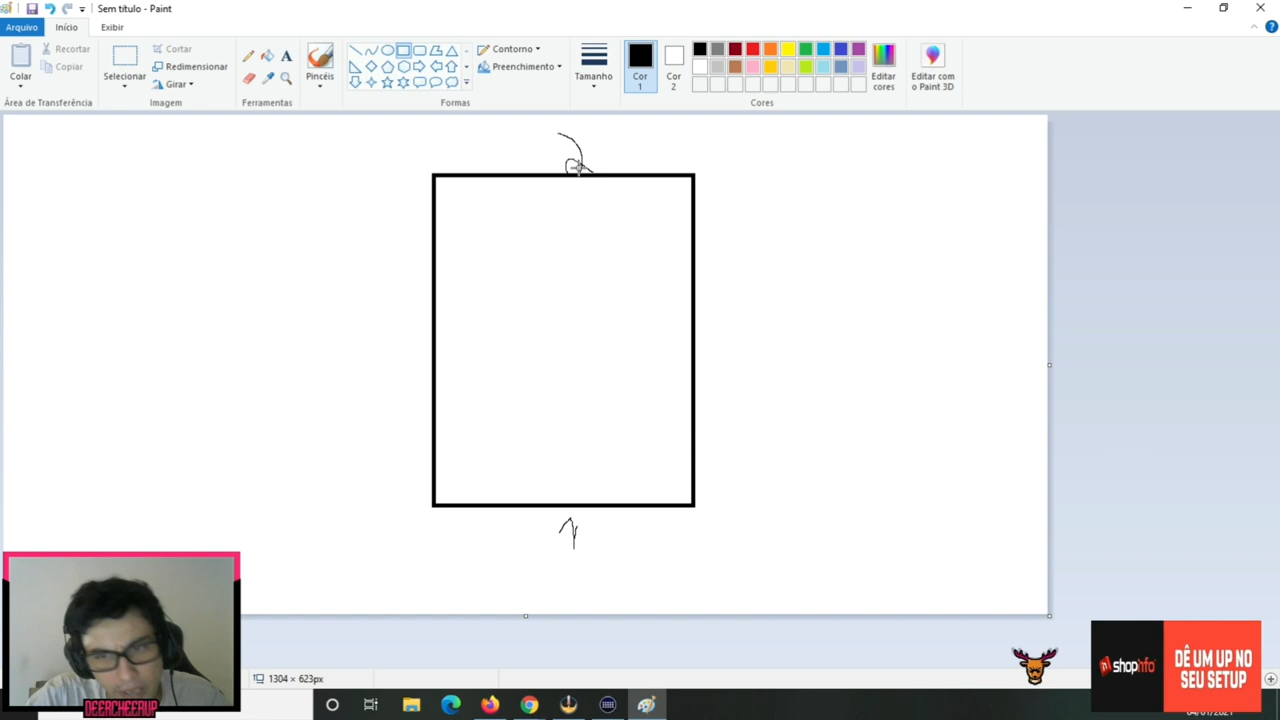 Sem título - Paint
Arquivo Início Exibir
Colar
Recortar
Copiar
Área de Transferência
Selecionar
Cortar
Redimensionar
Girar
Imagem
Ferramentas
Pincéis
Contorno
Preenchimento
Formas
Tamanho
Cor 1
Cor 2
Editar cores
Cores
Editar com o Paint 3D
2
1
1304 × 623px
DEERCHEERUP
shopinfo
DÊ UM UP NO
SEU SETUP